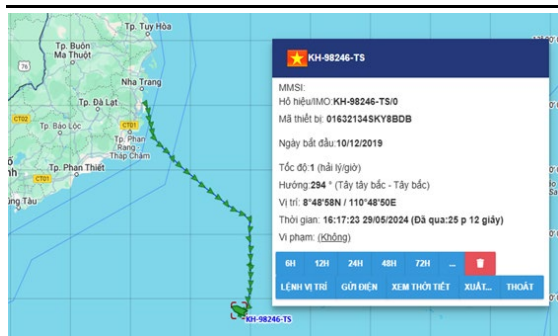 Tp. Tuy Hòa
Tp. Buôn
Ma Thuột
Nha Trang
Tp. Đà Lạt
CT02
Tp. Bảo Lộc
CT01
Tp. Phan
Rang
Tháp Chàm
Tp. Phan Thiết
CT01
ũng Tàu
KH-98246-TS
KH-98246-TS
MMSI:
Hô hiệu/IMO:KH-98246-TS/0
Mã thiết bị: 01632134SKY8BDB
Ngày bắt đầu:10/12/2019
Tốc độ:1 (hải lý/giờ)
Hướng:294 ° (Tây tây bắc - Tây bắc)
Vị trí: 8°48'58N / 110°48'50E
Thời gian: 16:17:23 29/05/2024 (Đã qua:25 p 12 giây)
Vi phạm: (Không)
6H 12H 24H 48H 72H ...
LỆNH VỊ TRÍ GỬI ĐIỆN XEM THỜI TIẾT XUẤT... THOÁT